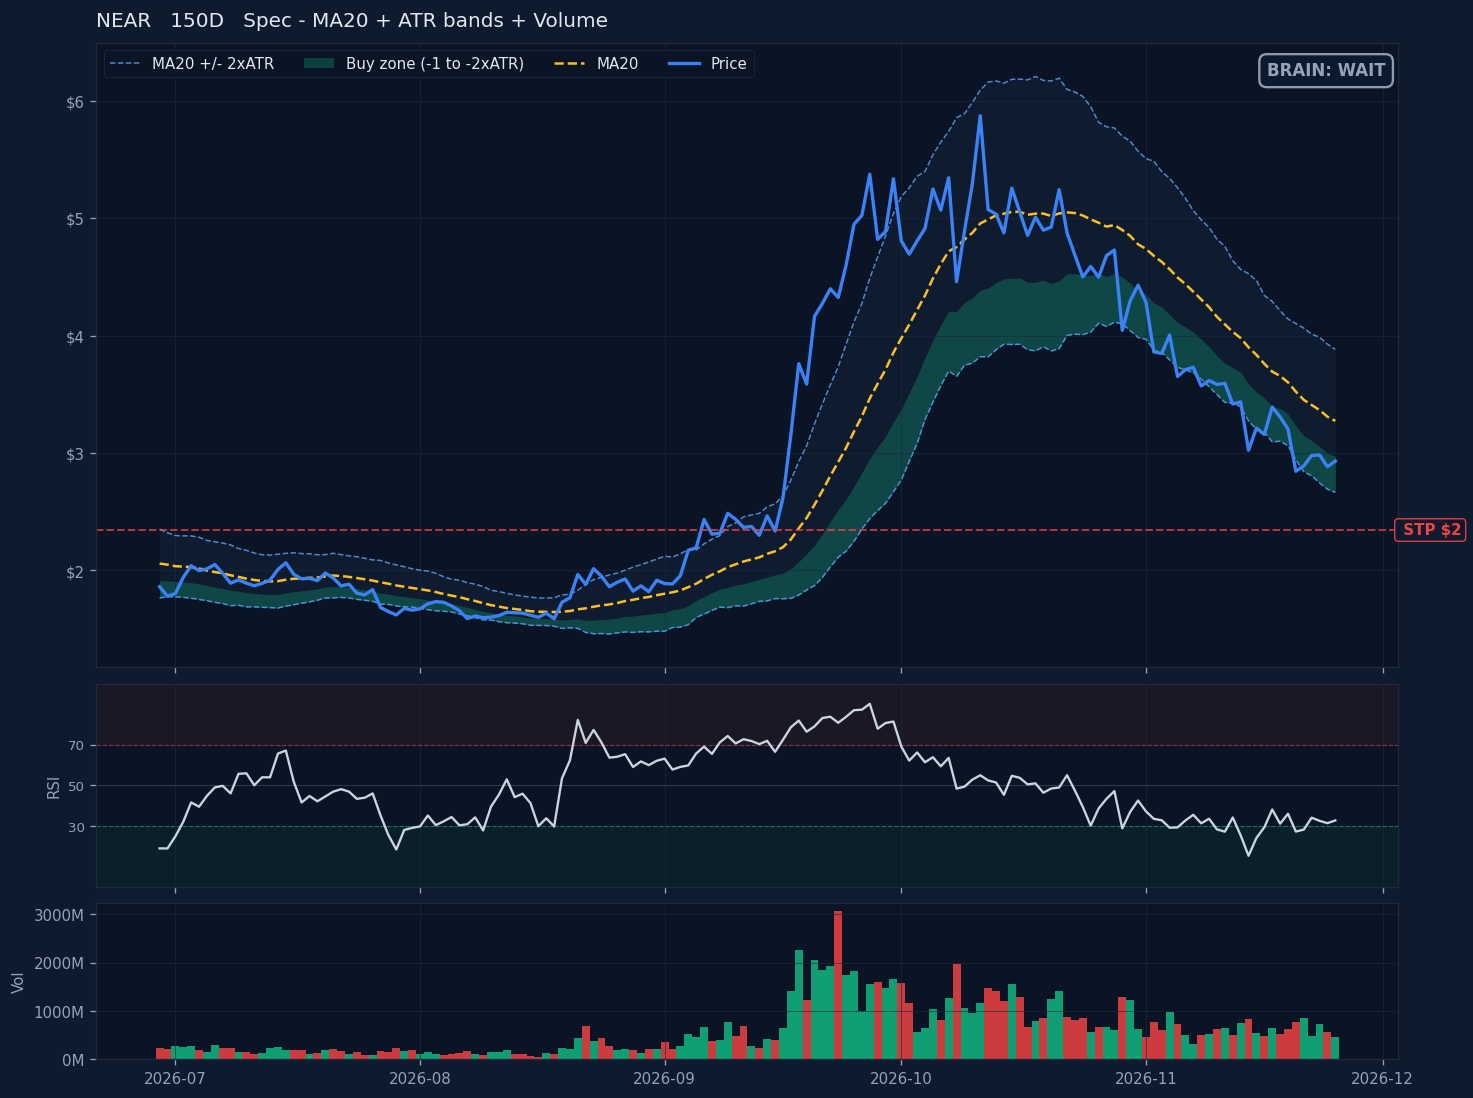 NEAR   150D   Spec - MA20 + ATR bands + Volume
MA20 +/- 2xATR
Buy zone (-1 to -2xATR)
MA20
Price
BRAIN: WAIT
$6
$5
$4
$3
$2
STP $2
RSI
70
50
30
Vol
3000M
2000M
1000M
0M
2026-07
2026-08
2026-09
2026-10
2026-11
2026-12